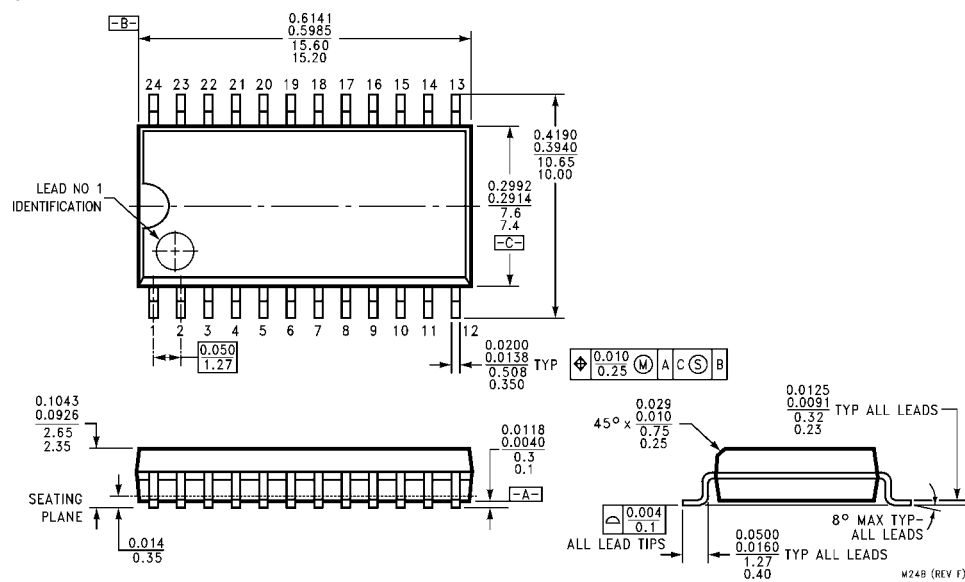 -B-
0.6141
0.5985
15.60
15.20
24 23 22 21 20 19 18 17 16 15 14 13
0.4190
0.3940
10.65
10.00
LEAD NO 1
IDENTIFICATION
0.2992
0.2914
7.6
7.4
-C-
1 2 3 4 5 6 7 8 9 10 11 12
0.050
1.27
0.0200
0.0138
0.508
0.350
TYP
0.010
0.25
M A C S B
0.1043
0.0926
2.65
2.35
0.0118
0.0040
0.3
0.1
-A-
SEATING
PLANE
0.014
0.35
45° x
0.029
0.010
0.75
0.25
0.0125
0.0091
0.32
0.23
TYP ALL LEADS
0.004
0.1
ALL LEAD TIPS
0.0500
0.0160
1.27
0.40
TYP ALL LEADS
8° MAX TYP-
ALL LEADS
M24B (REV F)